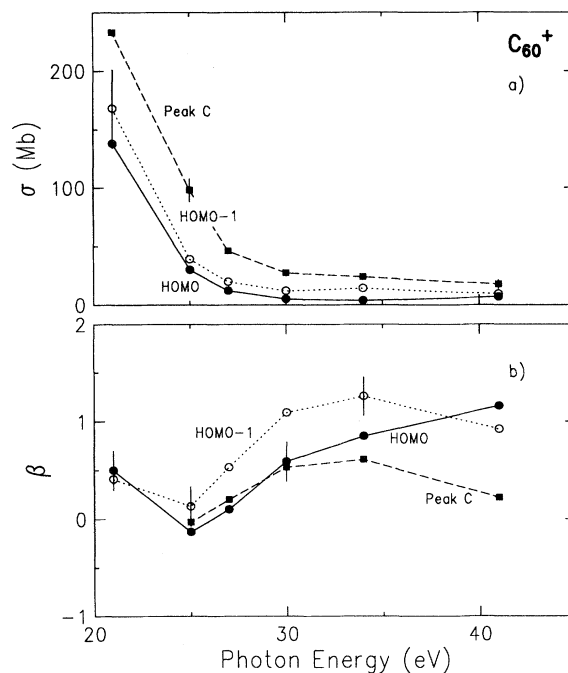 C60+
a)
200
100
0
σ (Mb)
Peak C
HOMO-1
HOMO
b)
2
1
0
-1
β
HOMO-1
HOMO
Peak C
20
30
40
Photon Energy (eV)